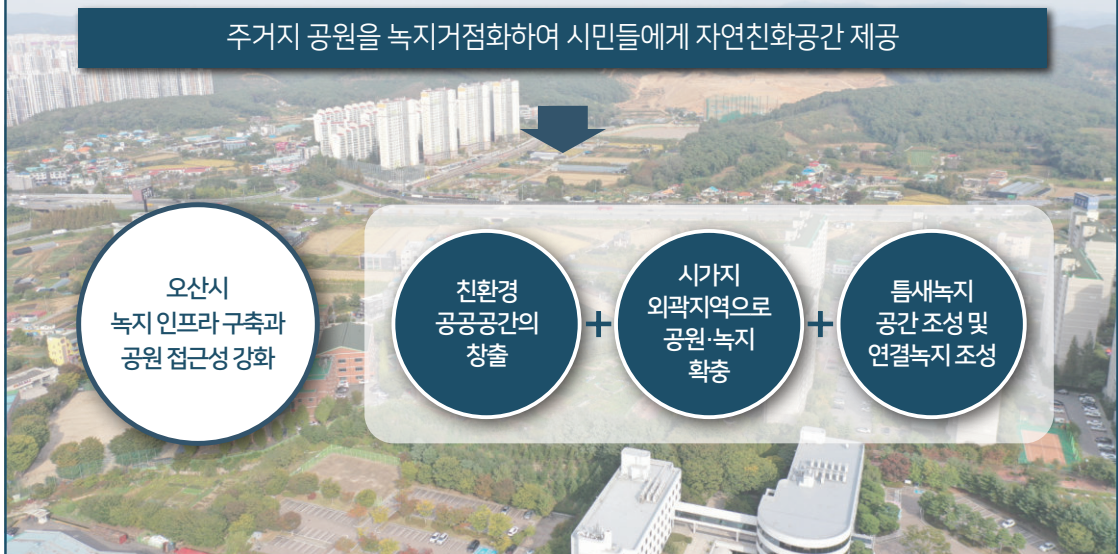 주거지 공원을 녹지거점화하여 시민들에게 자연친화공간 제공
오산시
녹지 인프라 구축과
공원 접근성 강화
친환경
공공공간의
창출
+
시가지
외곽지역으로
공원·녹지
확충
+
틈새녹지
공간 조성 및
연결녹지 조성